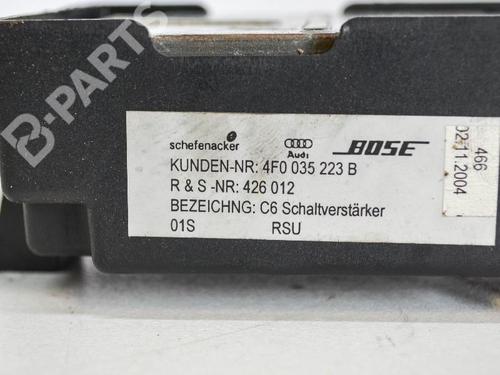 B-PARTS
schefenacker Audi BOSE
KUNDEN-NR: 4F0 035 223 B
R & S -NR: 426 012
BEZEICHNG: C6 Schaltverstärker
01S RSU
466
02.11.2004